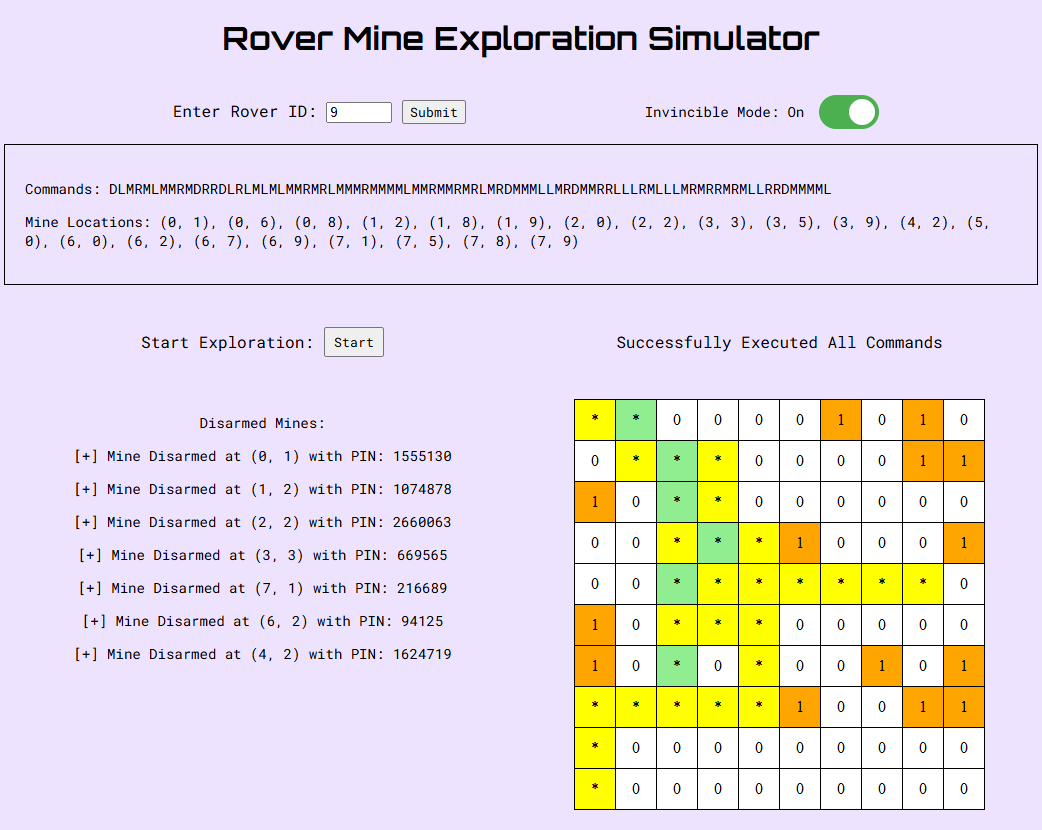 Rover Mine Exploration Simulator
Enter Rover ID: 9 Submit
Invincible Mode: On
Commands: DLMRMLMMRMDRRDLRLMLMLMMRMRLMMMRMMMMLMMRMMRMRLMRDMMMLLMRDMMRRLLLRMLLLMRMRRMRMLLRRDMMMML
Mine Locations: (0, 1), (0, 6), (0, 8), (1, 2), (1, 8), (1, 9), (2, 0), (2, 2), (3, 3), (3, 5), (3, 9), (4, 2), (5,
0), (6, 0), (6, 2), (6, 7), (6, 9), (7, 1), (7, 5), (7, 8), (7, 9)
Start Exploration: Start
Successfully Executed All Commands
Disarmed Mines:
[+] Mine Disarmed at (0, 1) with PIN: 1555130
[+] Mine Disarmed at (1, 2) with PIN: 1074878
[+] Mine Disarmed at (2, 2) with PIN: 2660063
[+] Mine Disarmed at (3, 3) with PIN: 669565
[+] Mine Disarmed at (7, 1) with PIN: 216689
[+] Mine Disarmed at (6, 2) with PIN: 94125
[+] Mine Disarmed at (4, 2) with PIN: 1624719
* * 0 0 0 0 1 0 1 0
0 * * * 0 0 0 0 1 1
1 0 * * 0 0 0 0 0 0
0 0 * * * 1 0 0 0 1
0 0 * * * * * * * 0
1 0 * * * 0 0 0 0 0
1 0 * 0 * 0 0 1 0 1
* * * * * 1 0 0 1 1
* 0 0 0 0 0 0 0 0 0
* 0 0 0 0 0 0 0 0 0